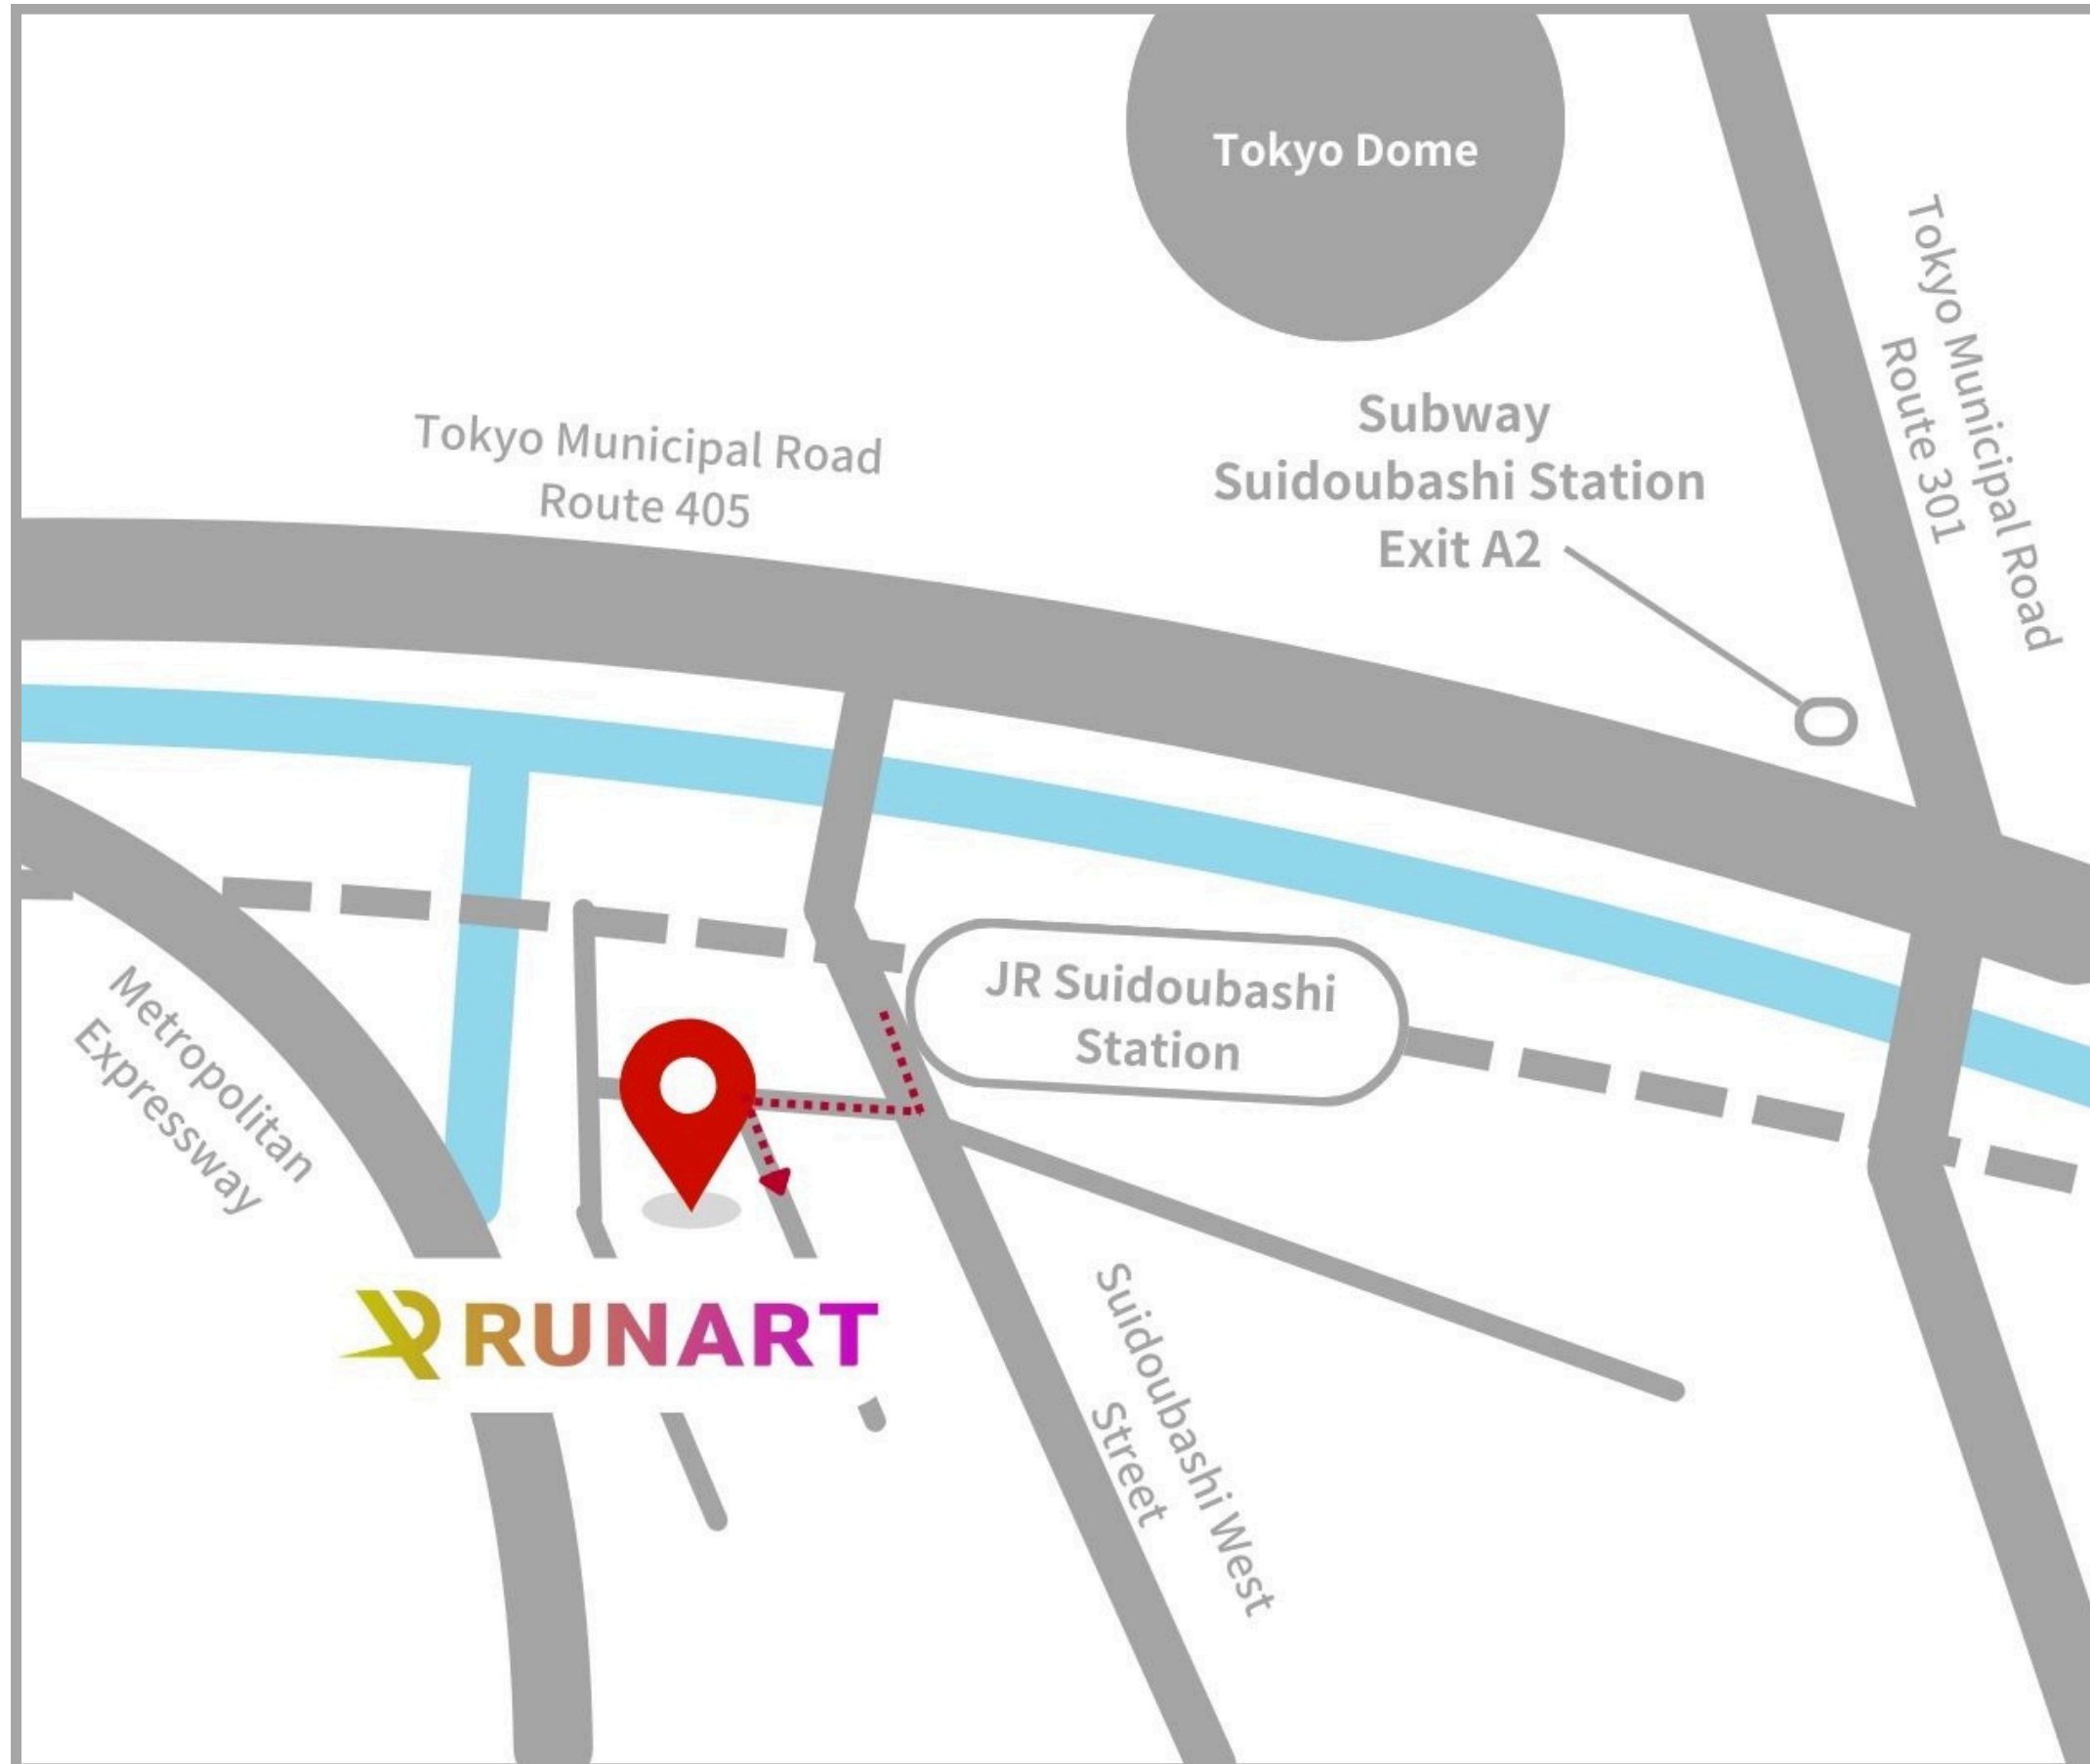 Tokyo Dome
Tokyo Municipal Road
Route 301
Subway
Suidoubashi Station
Exit A2
Tokyo Municipal Road
Route 405
JR Suidoubashi
Station
Metropolitan
Expressway
RUNART
Suidoubashi West
Street